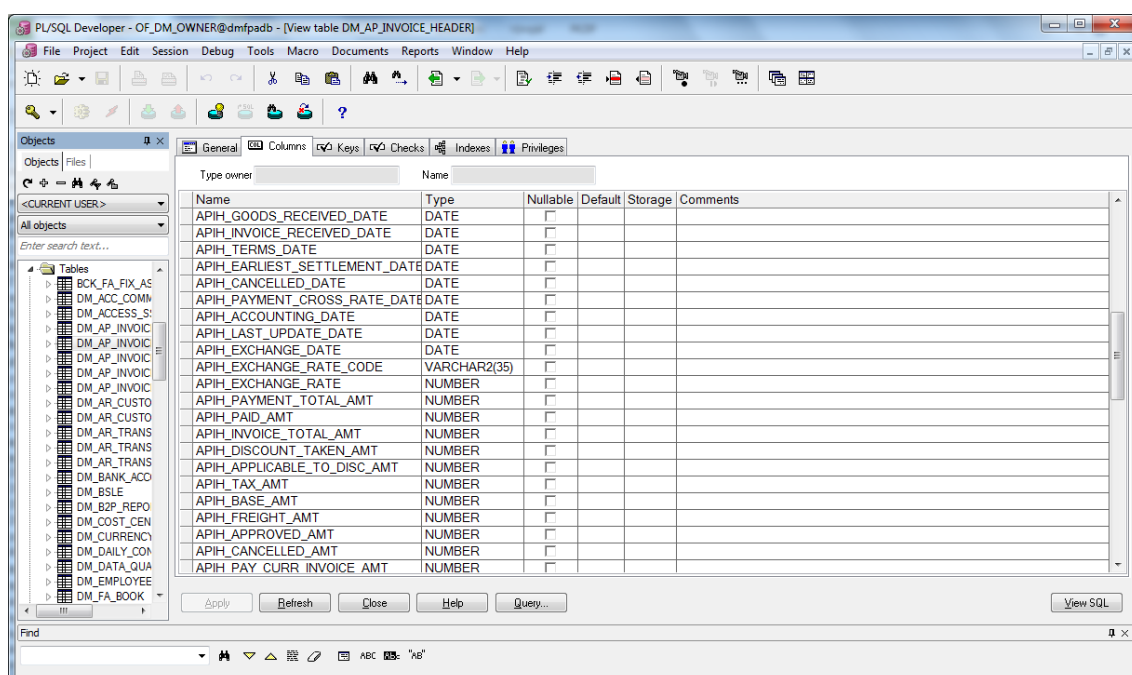 PL/SQL Developer - OF_DM_OWNER@dmfpadb - [View table DM_AP_INVOICE_HEADER]
File Project Edit Session Debug Tools Macro Documents Reports Window Help
Objects
Objects Files
<CURRENT USER>
All objects
Enter search text...
Tables
BCK_FA_FIX_AS
DM_ACC_COMM
DM_ACCESS_S
DM_AP_INVOIC
DM_AP_INVOIC
DM_AP_INVOIC
DM_AP_INVOIC
DM_AP_INVOIC
DM_AR_CUSTO
DM_AR_CUSTO
DM_AR_TRANS
DM_AR_TRANS
DM_AR_TRANS
DM_BANK_ACC
DM_BSLE
DM_B2P_REPO
DM_COST_CEN
DM_CURRENCY
DM_DAILY_CON
DM_DATA_QUA
DM_EMPLOYEE
DM_FA_BOOK
General Columns Keys Checks Indexes Privileges
Type owner Name
Name Type Nullable Default Storage Comments
APIH_GOODS_RECEIVED_DATE DATE
APIH_INVOICE_RECEIVED_DATE DATE
APIH_TERMS_DATE DATE
APIH_EARLIEST_SETTLEMENT_DATE DATE
APIH_CANCELLED_DATE DATE
APIH_PAYMENT_CROSS_RATE_DATE DATE
APIH_ACCOUNTING_DATE DATE
APIH_LAST_UPDATE_DATE DATE
APIH_EXCHANGE_DATE DATE
APIH_EXCHANGE_RATE_CODE VARCHAR2(35)
APIH_EXCHANGE_RATE NUMBER
APIH_PAYMENT_TOTAL_AMT NUMBER
APIH_PAID_AMT NUMBER
APIH_INVOICE_TOTAL_AMT NUMBER
APIH_DISCOUNT_TAKEN_AMT NUMBER
APIH_APPLICABLE_TO_DISC_AMT NUMBER
APIH_TAX_AMT NUMBER
APIH_BASE_AMT NUMBER
APIH_FREIGHT_AMT NUMBER
APIH_APPROVED_AMT NUMBER
APIH_CANCELLED_AMT NUMBER
APIH_PAY_CURR_INVOICE_AMT NUMBER
Apply Refresh Close Help Query... View SQL
Find
ABC "AB"